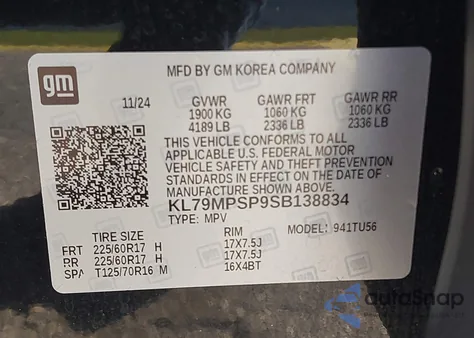 gm
MFD BY GM KOREA COMPANY
11/24 GVWR GAWR FRT GAWR RR
1900 KG 1060 KG 1060 KG
4189 LB 2336 LB 2336 LB
THIS VEHICLE CONFORMS TO ALL
APPLICABLE U.S. FEDERAL MOTOR
VEHICLE SAFETY AND THEFT PREVENTION
STANDARDS IN EFFECT ON THE DATE OF
MANUFACTURE SHOWN ABOVE.
KL79MPSP9SB138834
TYPE: MPV MODEL: 941TU56
TIRE SIZE RIM
FRT 225/60R17 H 17X7.5J
RR 225/60R17 H 17X7.5J
SPA T125/70R16 M 16X4BT
autoSnap